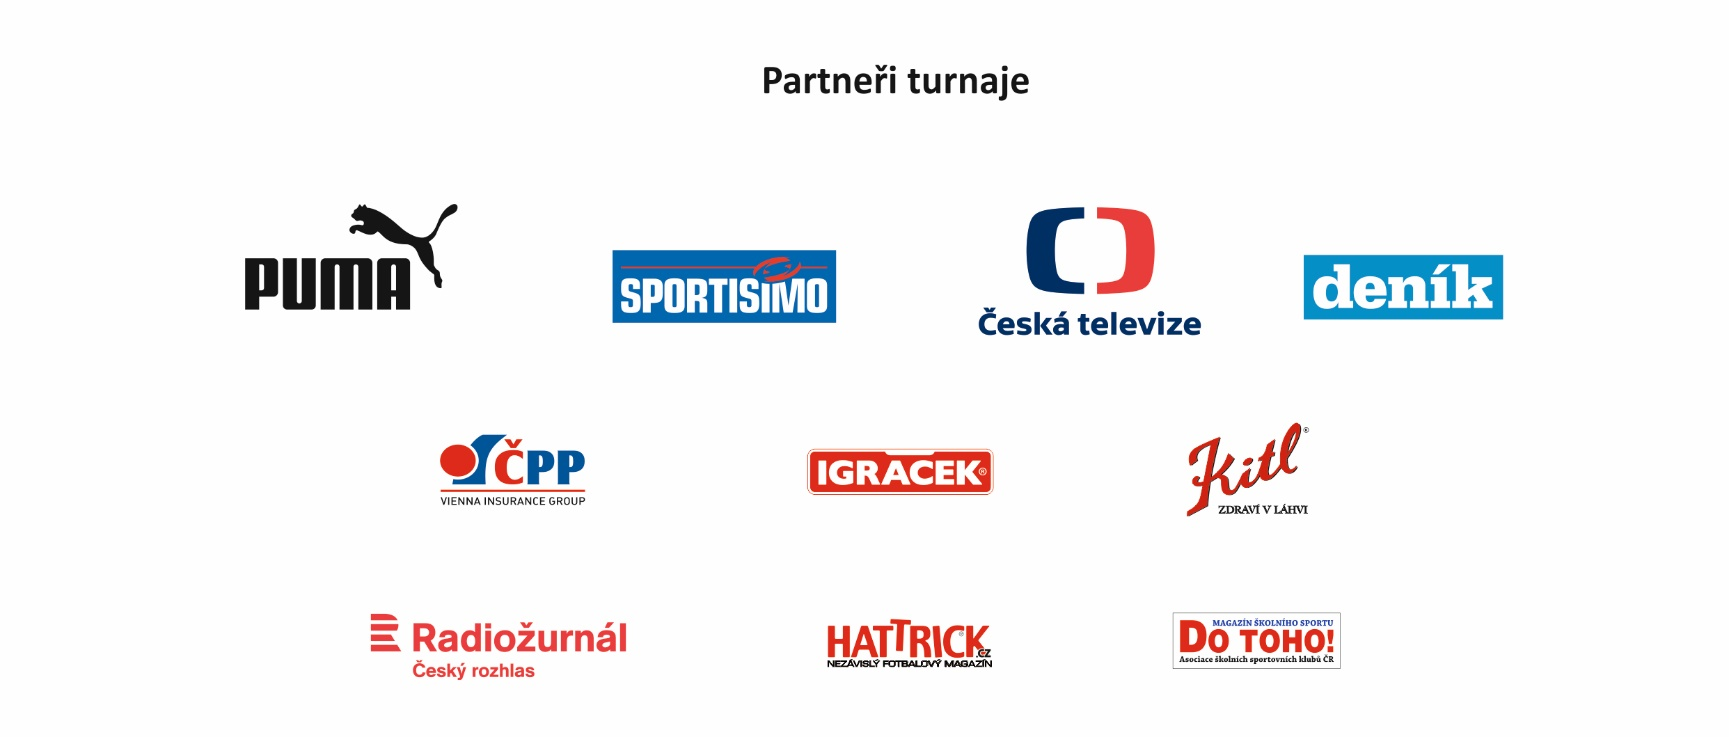 Partneři turnaje
PUMA
SPORTISIMO
Česká televize
deník
ČPP
VIENNA INSURANCE GROUP
IGRACEK®
Kitl®
ZDRAVÍ V LÁHVI
Radiožurnál
Český rozhlas
HATTRICK®.CZ
NEZÁVISLÝ FOTBALOVÝ MAGAZÍN
MAGAZÍN ŠKOLNÍHO SPORTU
DO TOHO!
Asociace školních sportovních klubů ČR